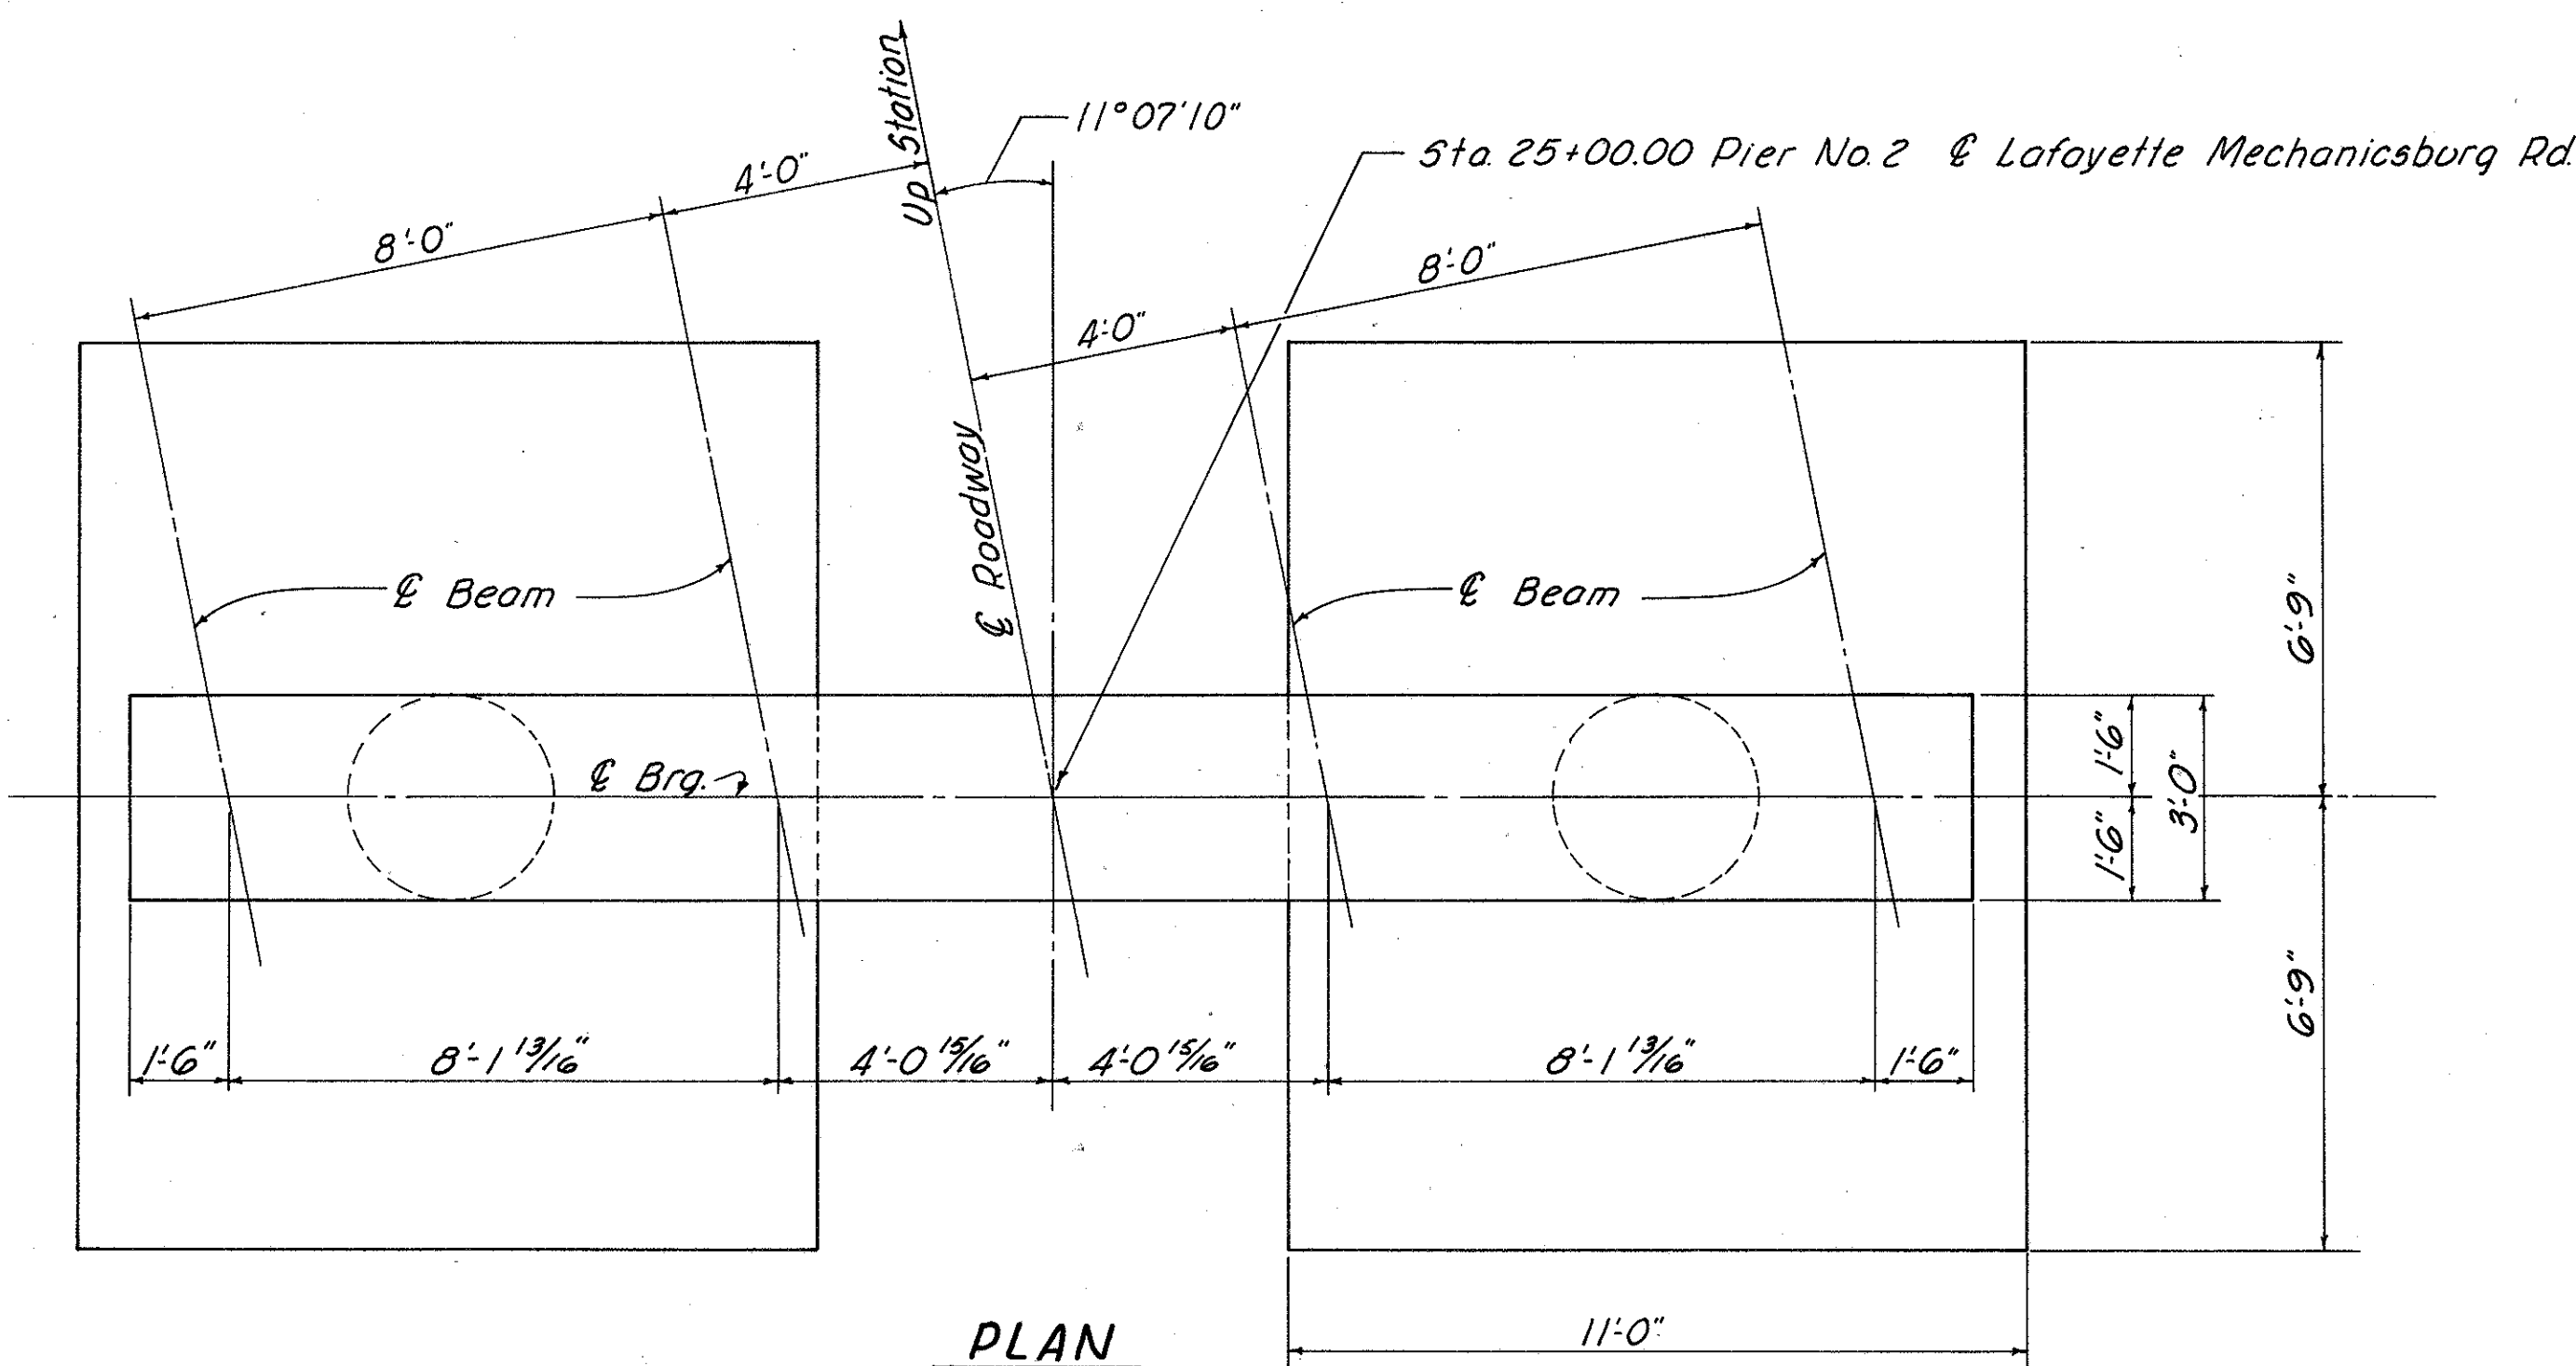 Up Station
11°07'10"
Sta. 25+00.00 Pier No. 2 ℄ Lafayette Mechanicsburg Rd.
4'-0"
8'-0"
8'-0"
4'-0"
℄ Roadway
℄ Beam
℄ Beam
6'-9"
℄ Brg.
1'-6"
3'-0"
1'-6"
6'-9"
1'-6"
8'-1 13/16"
4'-0 15/16"
4'-0 15/16"
8'-1 13/16"
1'-6"
PLAN
11'-0"